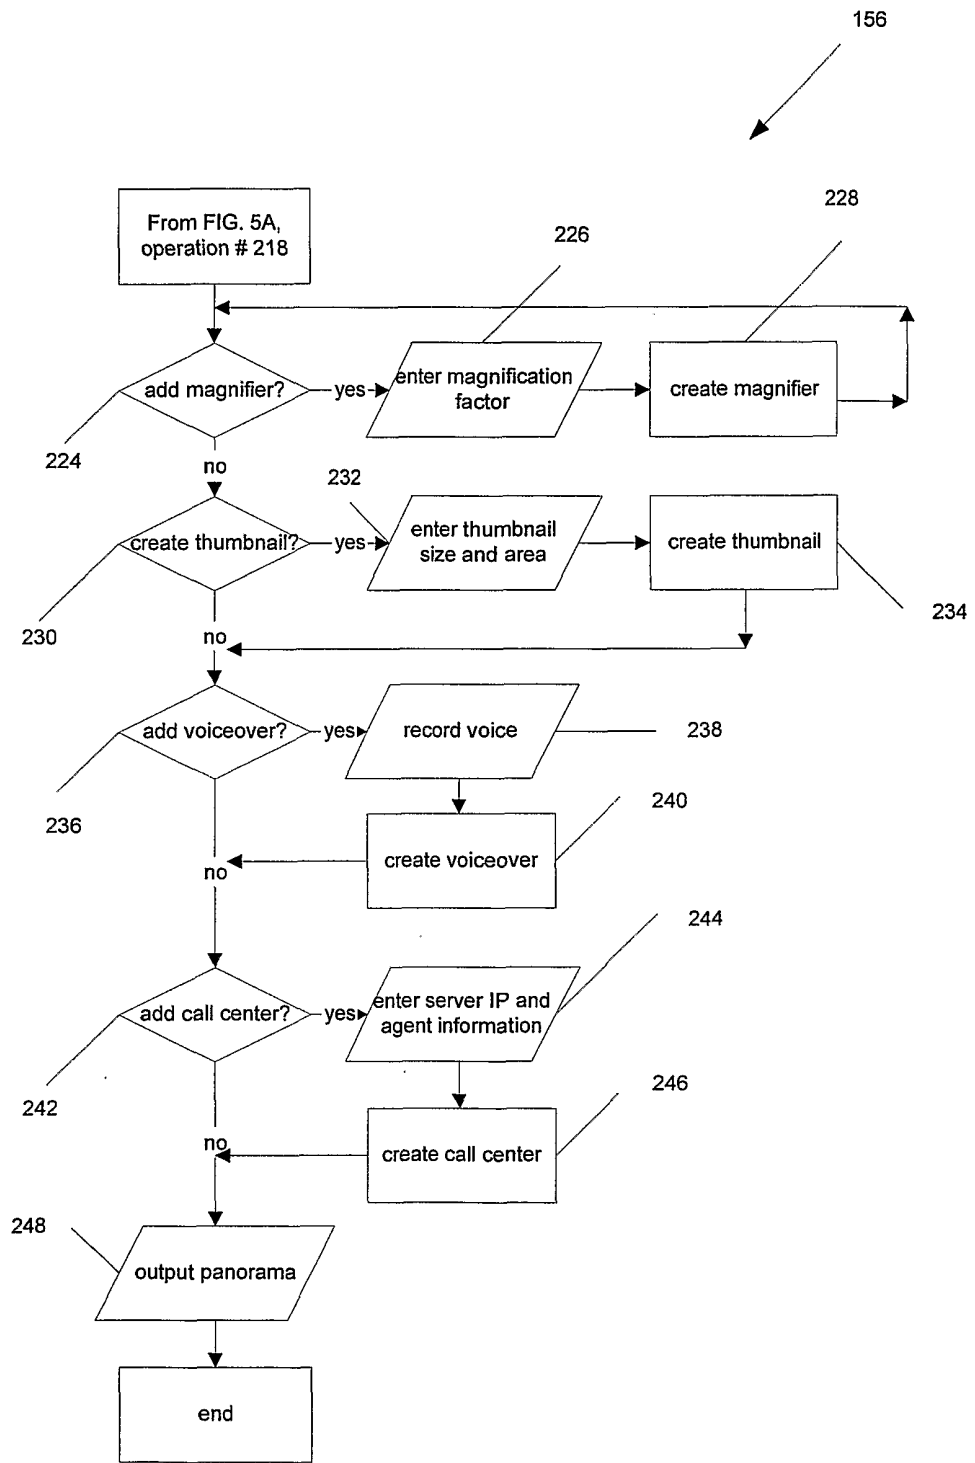 156
From FIG. 5A,
operation # 218
228
226
add magnifier?
yes
enter magnification
factor
create magnifier
224
no
232
create thumbnail?
yes
enter thumbnail
size and area
create thumbnail
230
234
no
add voiceover?
yes
record voice
238
236
240
create voiceover
no
244
add call center?
yes
enter server IP and
agent information
242
246
no
create call center
248
output panorama
end